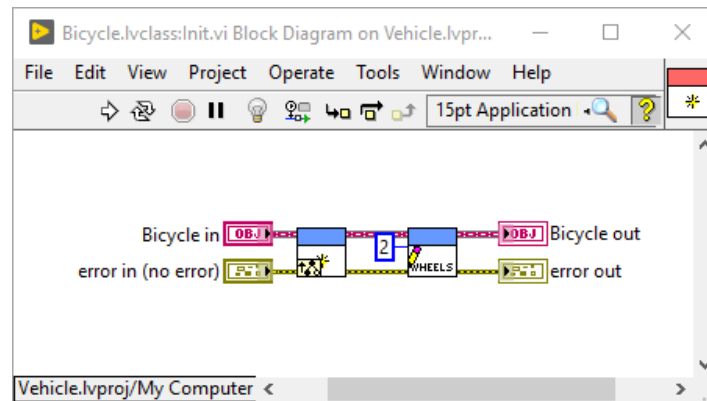 Bicycle.lvclass:Init.vi Block Diagram on Vehicle.lvpr...
File Edit View Project Operate Tools Window Help
15pt Application
Bicycle in OBJ OBJ Bicycle out
2
error in (no error) WHEELS error out
Vehicle.lvproj/My Computer